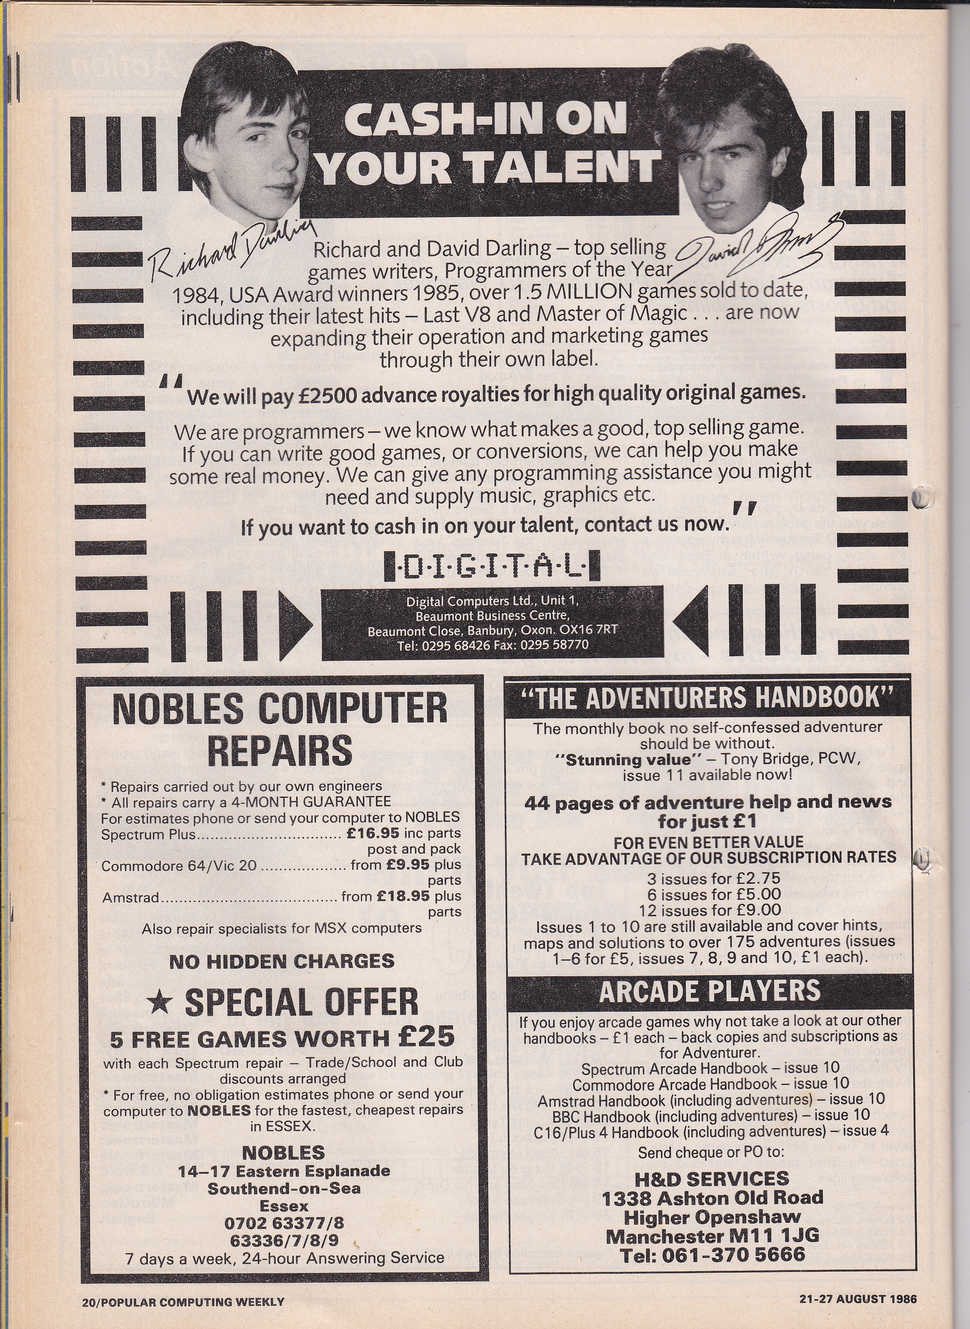 CASH-IN ON
YOUR TALENT
Richard Darling
David Darling
Richard and David Darling – top selling
games writers, Programmers of the Year
1984, USA Award winners 1985, over 1.5 MILLION games sold to date,
including their latest hits – Last V8 and Master of Magic . . . are now
expanding their operation and marketing games
through their own label.
"We will pay £2500 advance royalties for high quality original games.
We are programmers – we know what makes a good, top selling game.
If you can write good games, or conversions, we can help you make
some real money. We can give any programming assistance you might
need and supply music, graphics etc.
If you want to cash in on your talent, contact us now."
·D·I·G·I·T·A·L·
Digital Computers Ltd., Unit 1,
Beaumont Business Centre,
Beaumont Close, Banbury, Oxon. OX16 7RT
Tel: 0295 68426 Fax: 0295 58770
NOBLES COMPUTER
REPAIRS
* Repairs carried out by our own engineers
* All repairs carry a 4-MONTH GUARANTEE
For estimates phone or send your computer to NOBLES
Spectrum Plus................................ £16.95 inc parts
post and pack
Commodore 64/Vic 20 ................... from £9.95 plus
parts
Amstrad....................................... from £18.95 plus
parts
Also repair specialists for MSX computers
NO HIDDEN CHARGES
★ SPECIAL OFFER
5 FREE GAMES WORTH £25
with each Spectrum repair – Trade/School and Club
discounts arranged
* For free, no obligation estimates phone or send your
computer to NOBLES for the fastest, cheapest repairs
in ESSEX.
NOBLES
14–17 Eastern Esplanade
Southend-on-Sea
Essex
0702 63377/8
63336/7/8/9
7 days a week, 24-hour Answering Service
"THE ADVENTURERS HANDBOOK"
The monthly book no self-confessed adventurer
should be without.
"Stunning value" – Tony Bridge, PCW,
issue 11 available now!
44 pages of adventure help and news
for just £1
FOR EVEN BETTER VALUE
TAKE ADVANTAGE OF OUR SUBSCRIPTION RATES
3 issues for £2.75
6 issues for £5.00
12 issues for £9.00
Issues 1 to 10 are still available and cover hints,
maps and solutions to over 175 adventures (issues
1–6 for £5, issues 7, 8, 9 and 10, £1 each).
ARCADE PLAYERS
If you enjoy arcade games why not take a look at our other
handbooks – £1 each – back copies and subscriptions as
for Adventurer.
Spectrum Arcade Handbook – issue 10
Commodore Arcade Handbook – issue 10
Amstrad Handbook (including adventures) – issue 10
BBC Handbook (including adventures) – issue 10
C16/Plus 4 Handbook (including adventures) – issue 4
Send cheque or PO to:
H&D SERVICES
1338 Ashton Old Road
Higher Openshaw
Manchester M11 1JG
Tel: 061-370 5666
20/POPULAR COMPUTING WEEKLY
21-27 AUGUST 1986